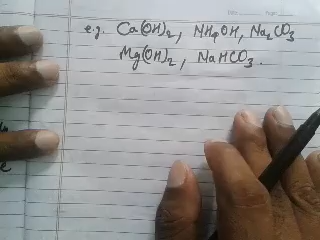 e.g. Ca(OH)₂, NH₄OH, Na₂CO₃
Mg(OH)₂, NaHCO₃.